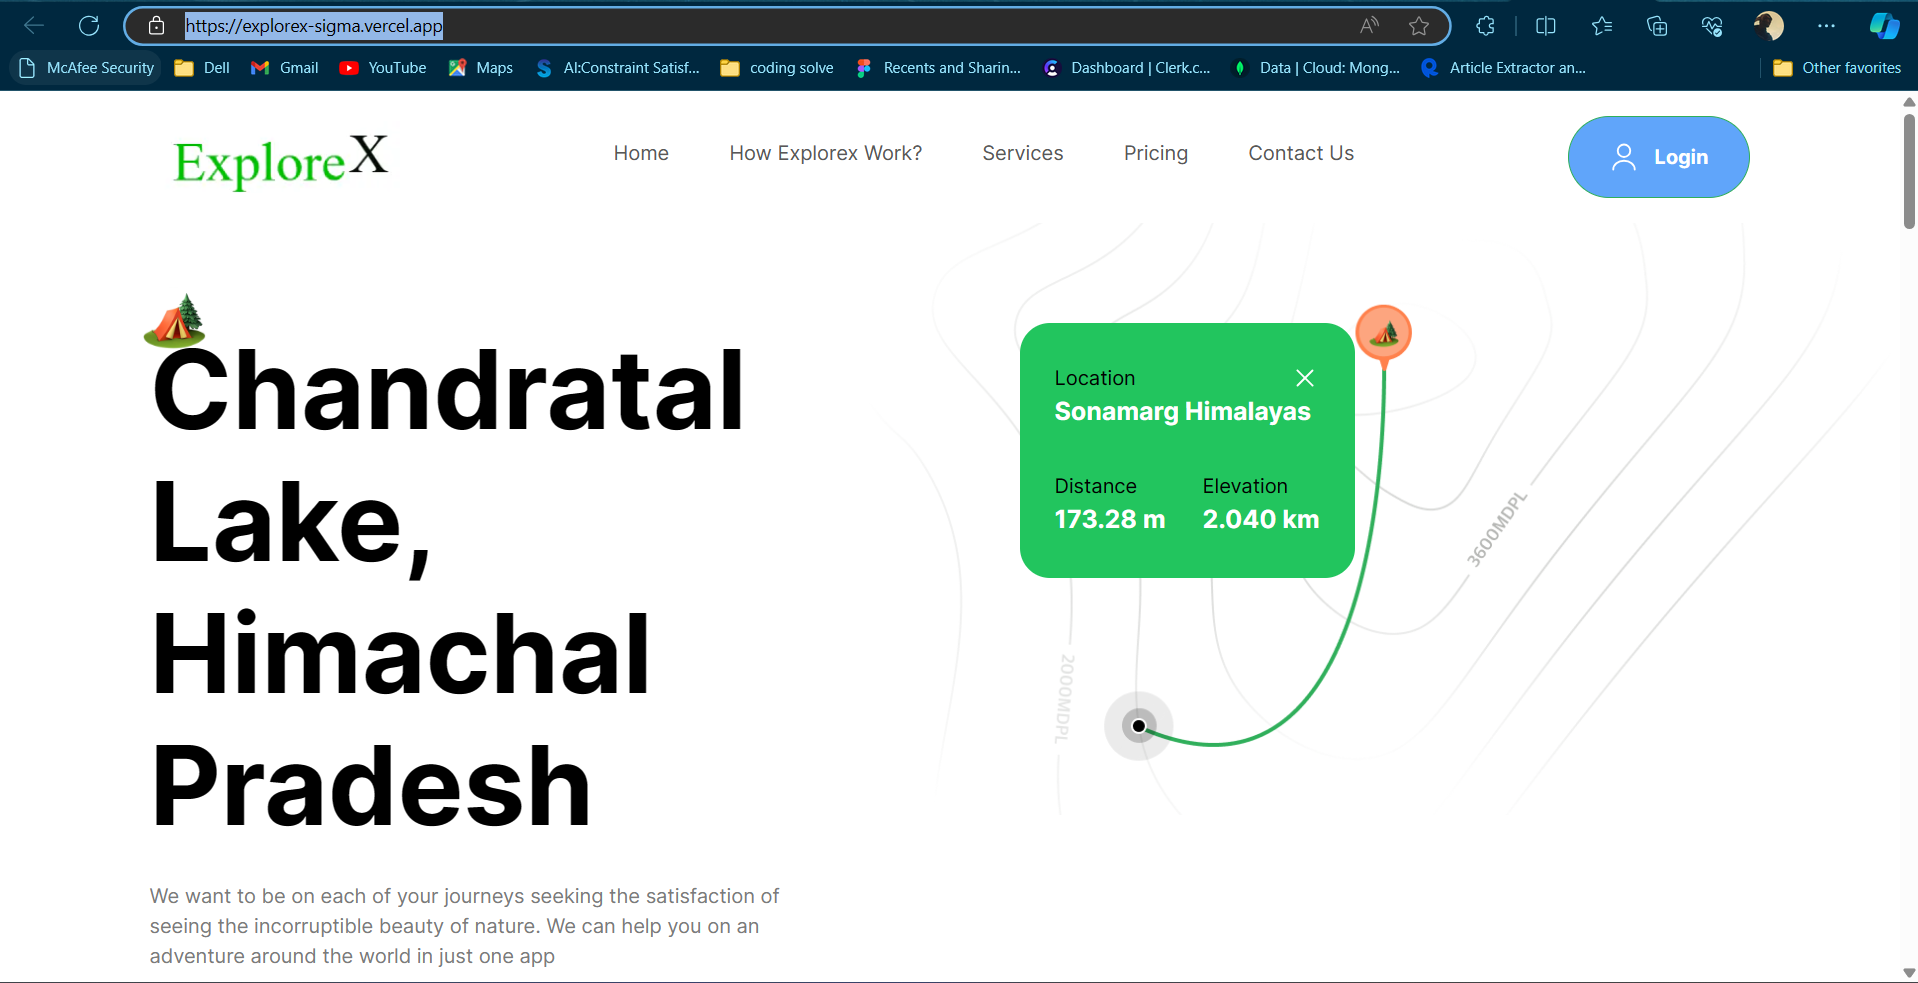 https://explorex-sigma.vercel.app
McAfee Security Dell Gmail YouTube Maps AI:Constraint Satisf... coding solve Recents and Sharin... Dashboard | Clerk.c... Data | Cloud: Mong... Article Extractor an... Other favorites
ExploreX
Home How Explorex Work? Services Pricing Contact Us
Login
Chandratal
Lake,
Himachal
Pradesh
We want to be on each of your journeys seeking the satisfaction of
seeing the incorruptible beauty of nature. We can help you on an
adventure around the world in just one app
Location
Sonamarg Himalayas
Distance Elevation
173.28 m 2.040 km
3600MDPL
2000MDPL